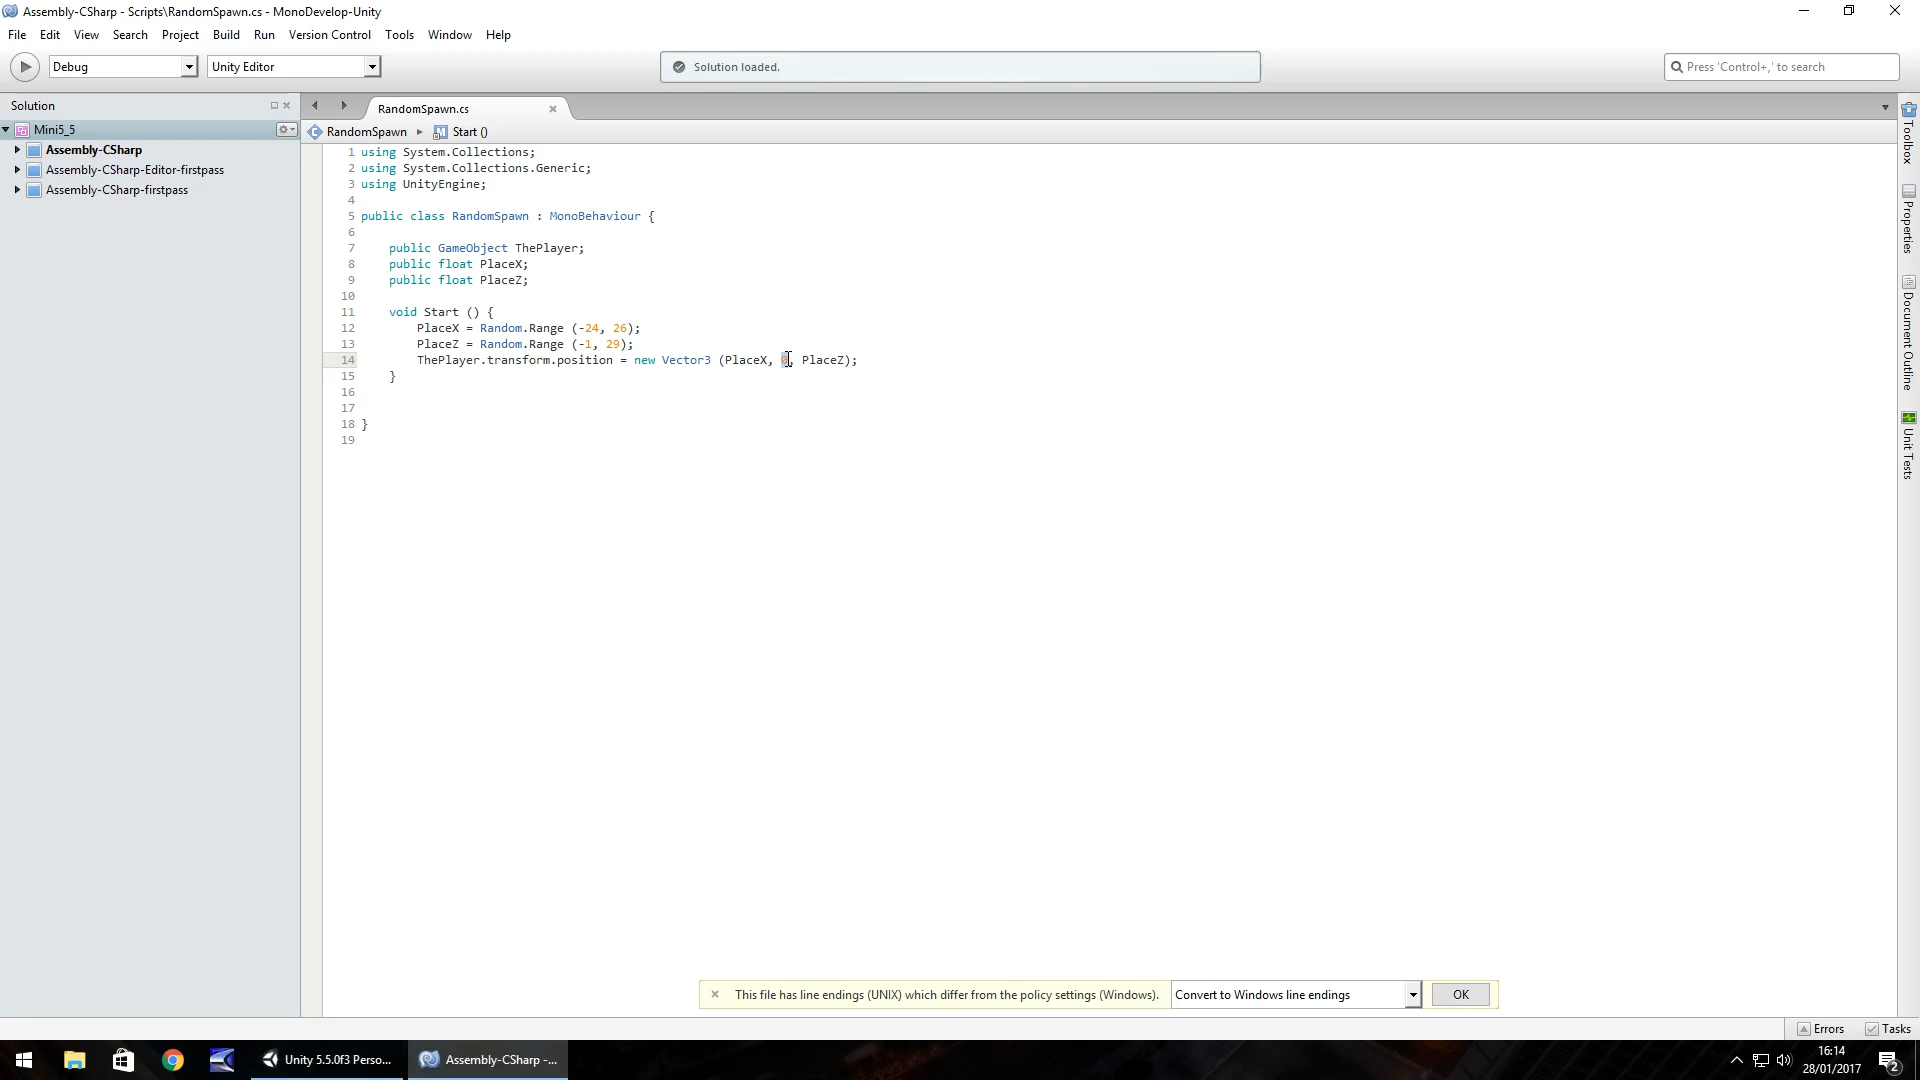 Assembly-CSharp - Scripts\RandomSpawn.cs - MonoDevelop-Unity
File Edit View Search Project Build Run Version Control Tools Window Help
Debug Unity Editor Solution loaded. Press 'Control+,' to search
Solution
RandomSpawn.cs
Mini5_5
RandomSpawn Start ()
Assembly-CSharp
Assembly-CSharp-Editor-firstpass
Assembly-CSharp-firstpass
1 using System.Collections;
2 using System.Collections.Generic;
3 using UnityEngine;
4
5 public class RandomSpawn : MonoBehaviour {
6
7 public GameObject ThePlayer;
8 public float PlaceX;
9 public float PlaceZ;
10
11 void Start () {
12 PlaceX = Random.Range (-24, 26);
13 PlaceZ = Random.Range (-1, 29);
14 ThePlayer.transform.position = new Vector3 (PlaceX, 0, PlaceZ);
15 }
16
17
18 }
19
Toolbox
Properties
Document Outline
Unit Tests
This file has line endings (UNIX) which differ from the policy settings (Windows). Convert to Windows line endings OK
Errors Tasks
Unity 5.5.0f3 Perso...
Assembly-CSharp -...
16:14
28/01/2017
2